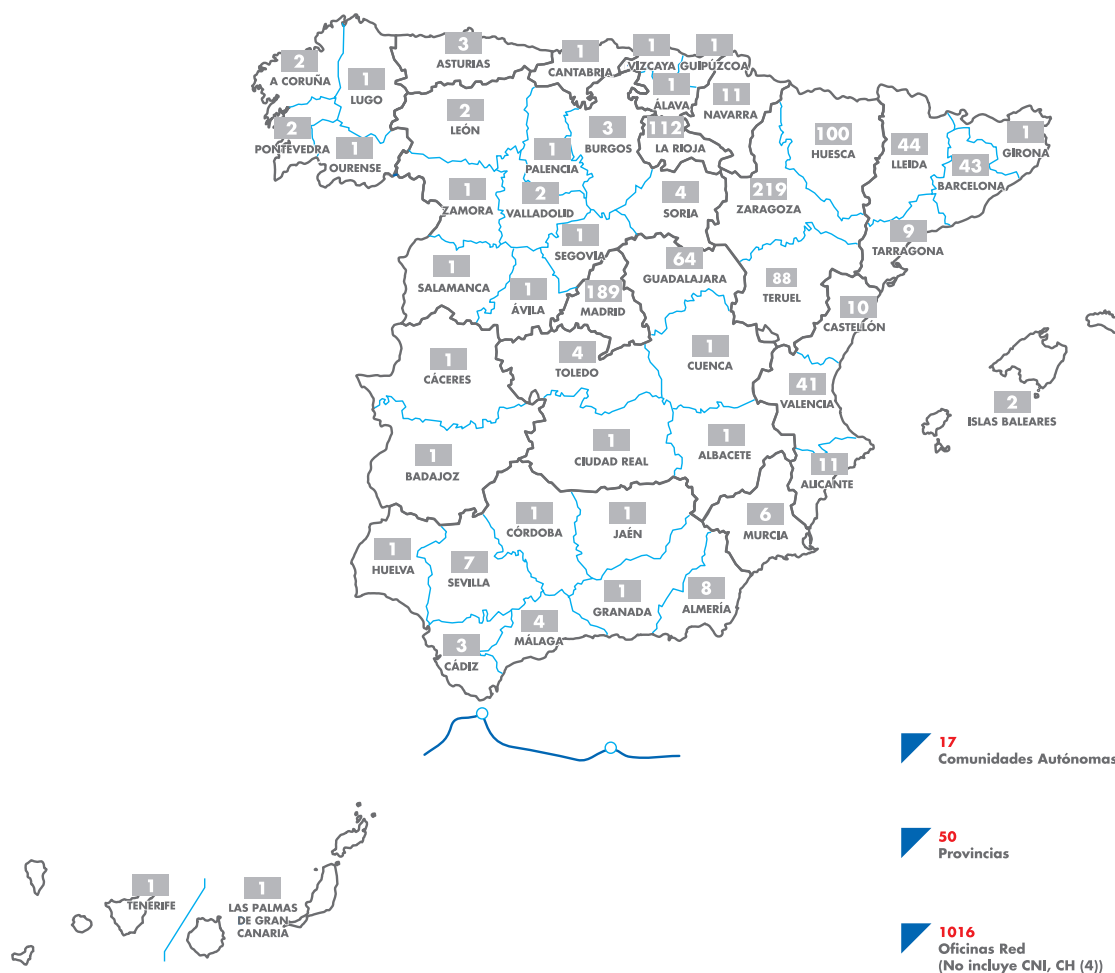 3
ASTURIAS
1
CANTABRIA
1
VIZCAYA
1
GUIPÚZCOA
2
A CORUÑA
1
LUGO
1
ÁLAVA
11
NAVARRA
2
LEÓN
3
BURGOS
112
LA RIOJA
100
HUESCA
44
LLEIDA
1
GIRONA
43
BARCELONA
2
PONTEVEDRA
1
OURENSE
1
PALENCIA
1
ZAMORA
2
VALLADOLID
4
SORIA
219
ZARAGOZA
9
TARRAGONA
1
SEGOVIA
64
GUADALAJARA
1
SALAMANCA
1
ÁVILA
189
MADRID
88
TERUEL
10
CASTELLÓN
1
CÁCERES
4
TOLEDO
1
CUENCA
41
VALENCIA
2
ISLAS BALEARES
1
BADAJOZ
1
CIUDAD REAL
1
ALBACETE
11
ALICANTE
1
CÓRDOBA
1
JAÉN
6
MURCIA
1
HUELVA
7
SEVILLA
1
GRANADA
8
ALMERÍA
4
MÁLAGA
3
CÁDIZ
1
TENERIFE
1
LAS PALMAS
DE GRAN
CANARIA
17
Comunidades Autónomas
50
Provincias
1016
Oficinas Red
(No incluye CNI, CH (4))